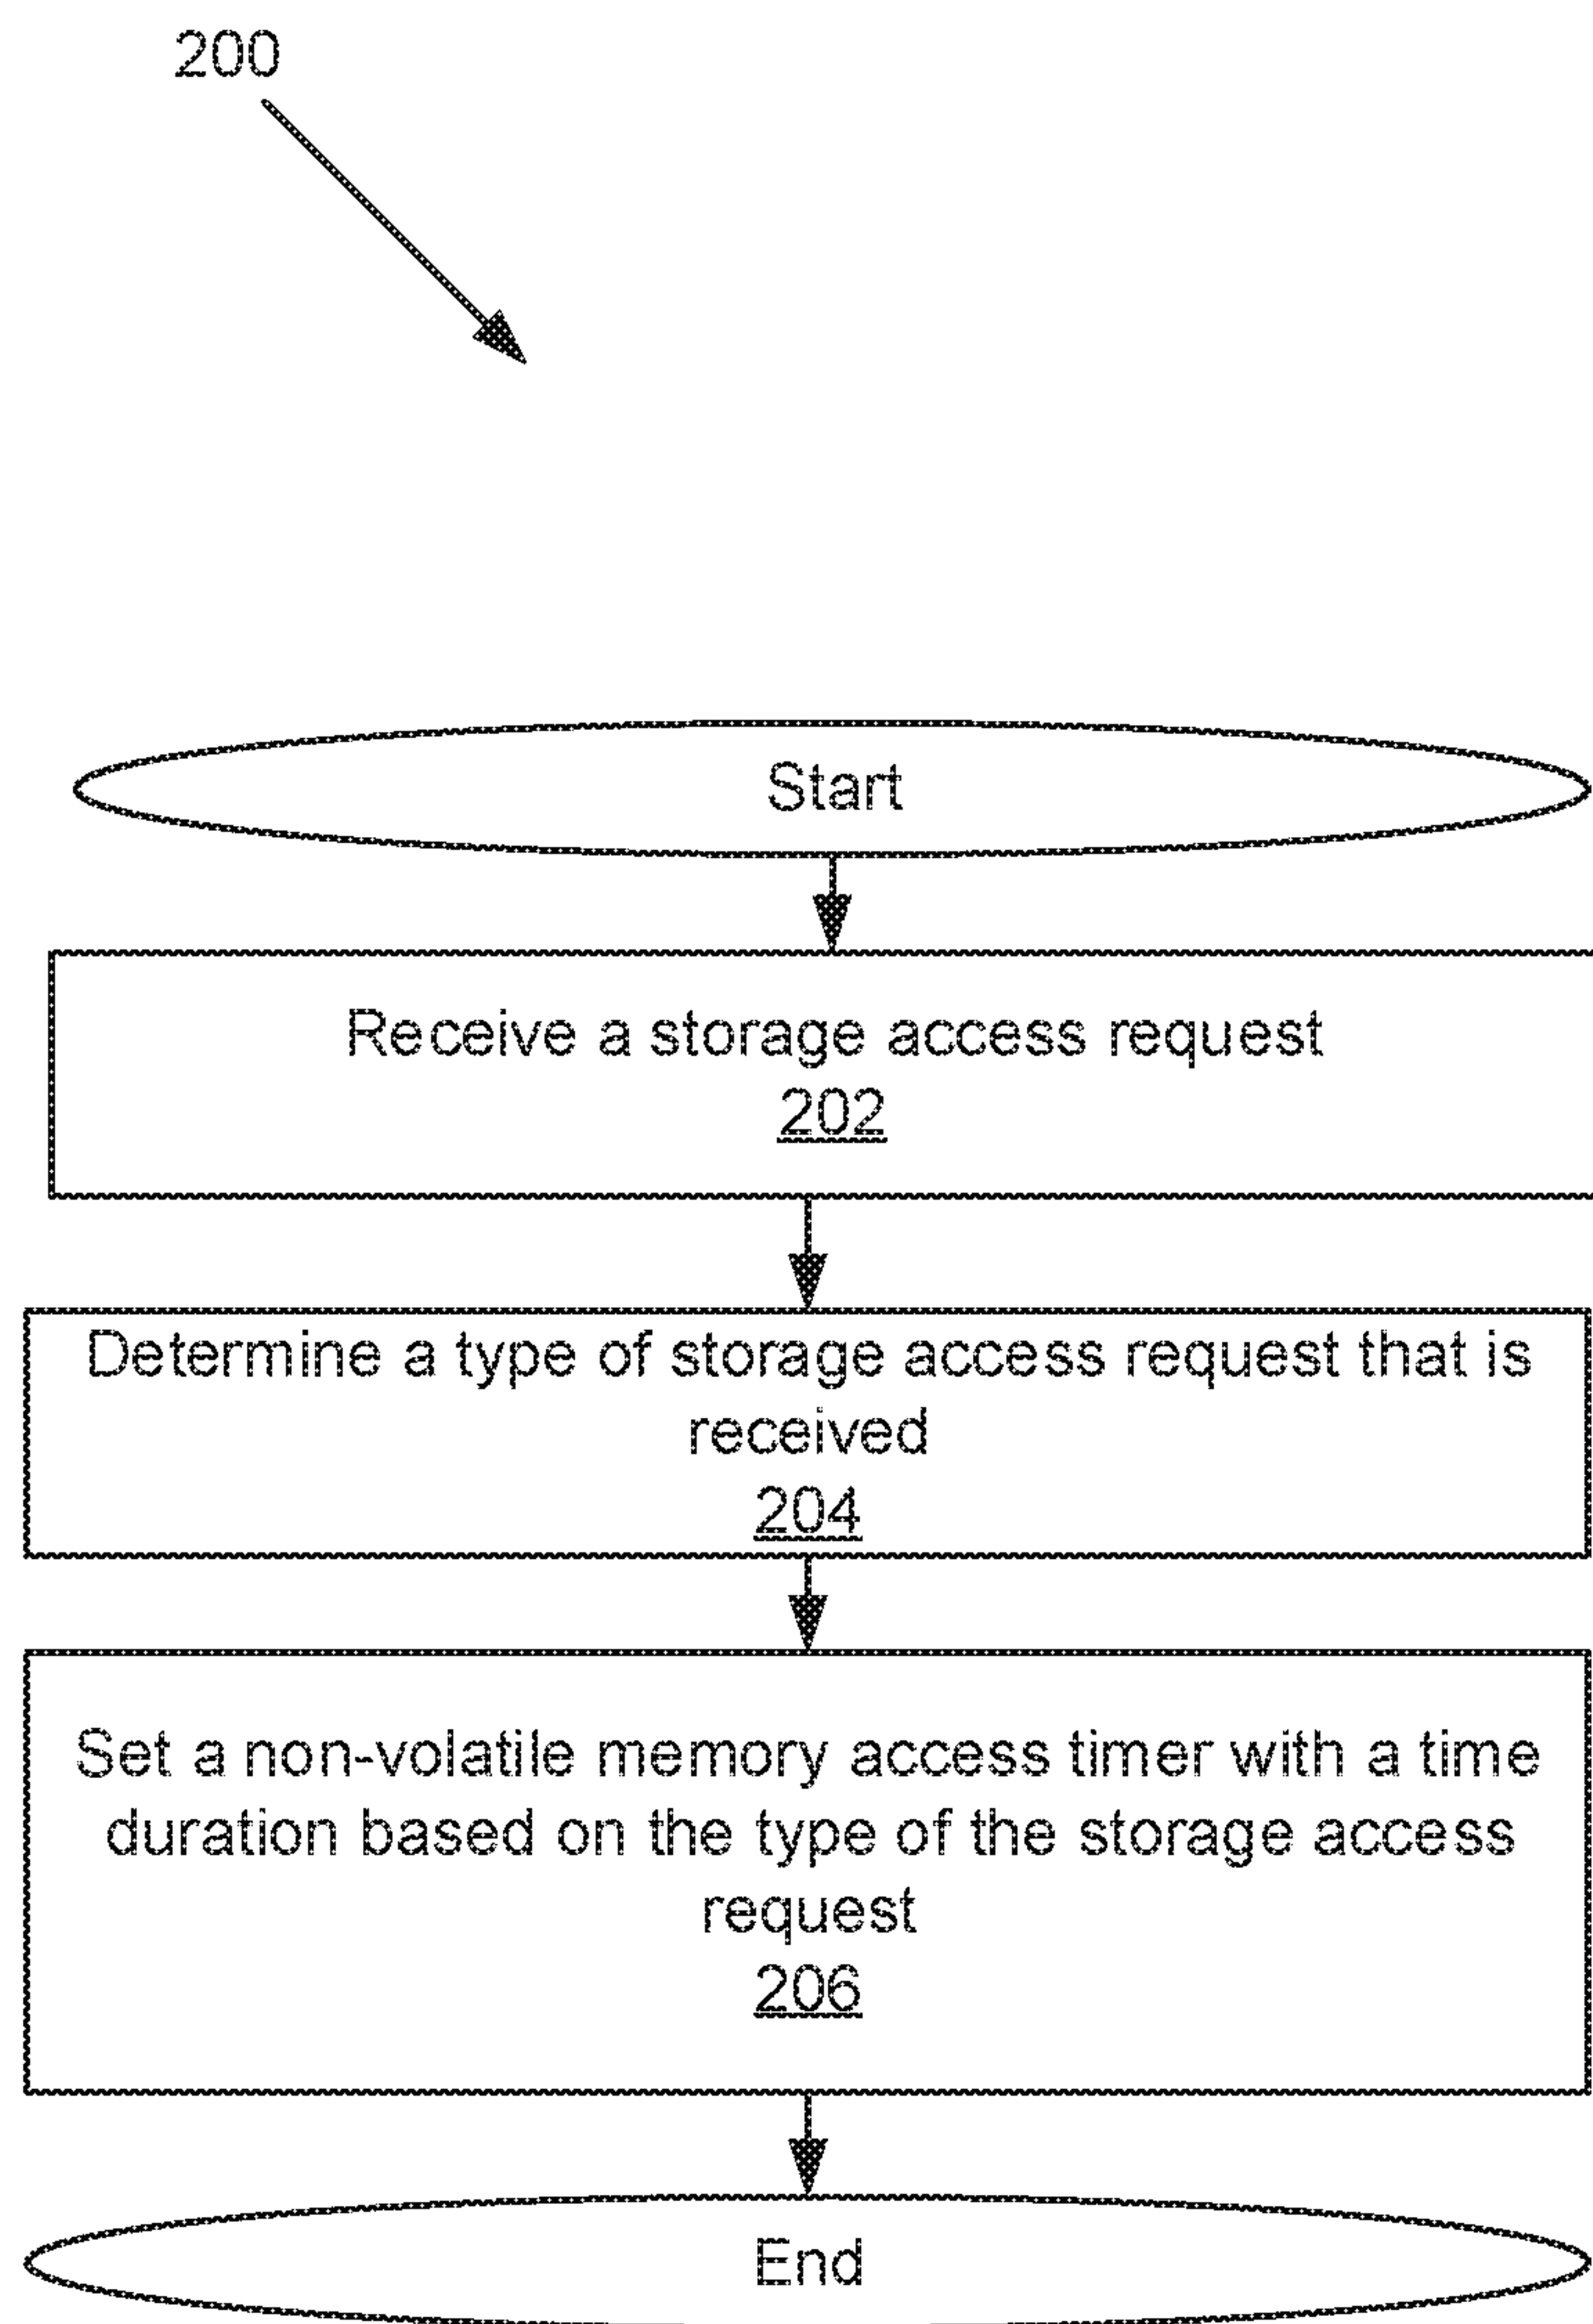 200
Start
Receive a storage access request
202
Determine a type of storage access request that is
received
204
Set a non-volatile memory access timer with a time
duration based on the type of the storage access
request
206
End